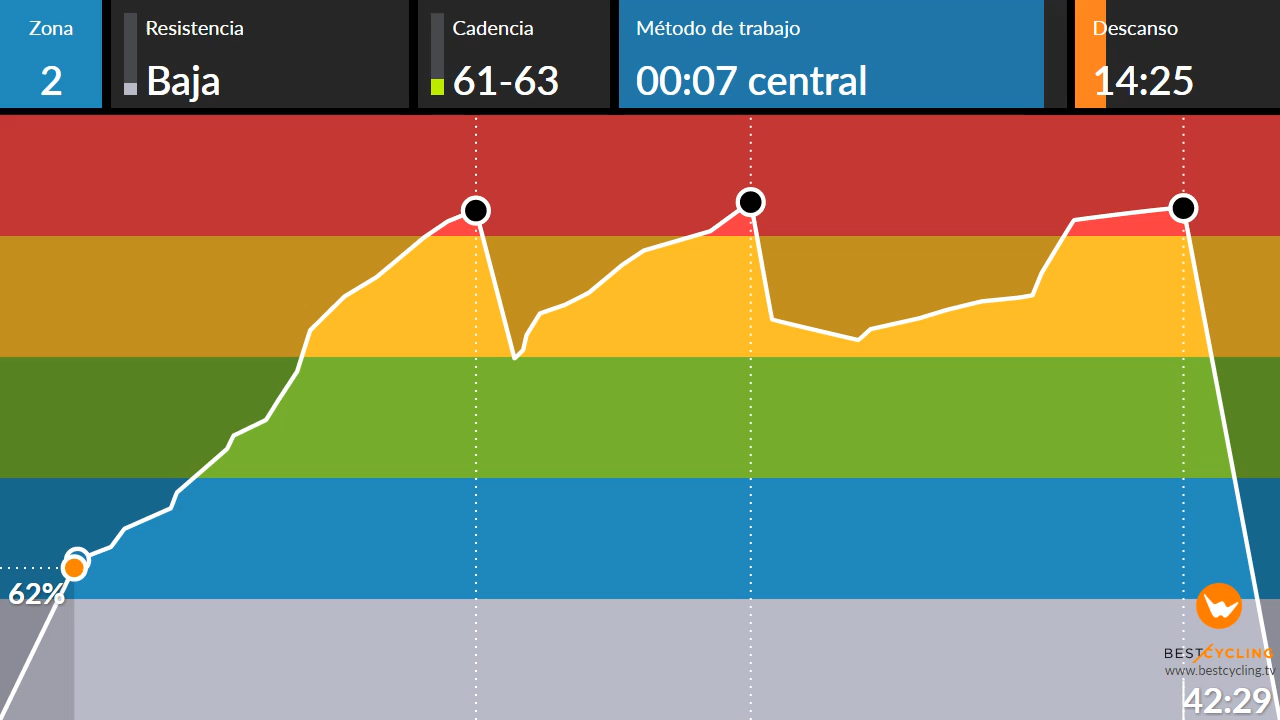 Zona
2
Resistencia
Baja
Cadencia
61-63
Método de trabajo
00:07 central
Descanso
14:25
62%
BESTCYCLING
www.bestcycling.tv
42:29